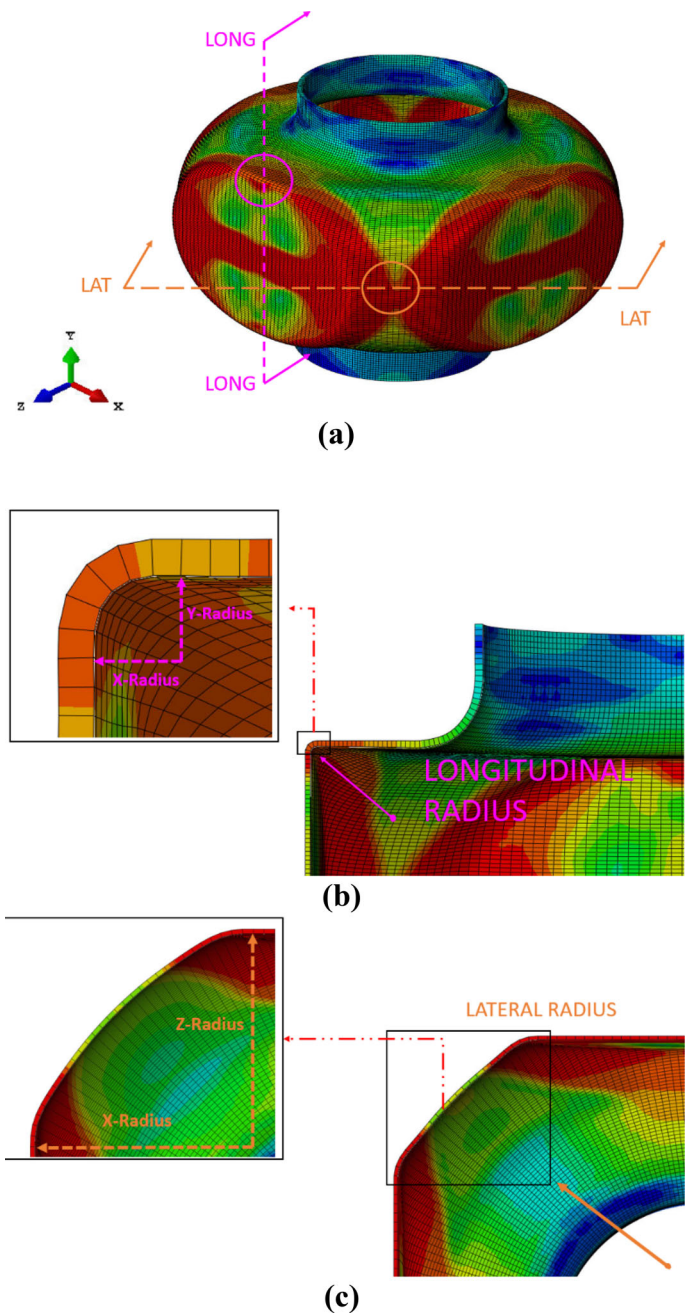 LONG
LAT
LAT
LONG
Y
Z
X
(a)
Y-Radius
X-Radius
LONGITUDINAL
RADIUS
(b)
Z-Radius
X-Radius
LATERAL RADIUS
(c)